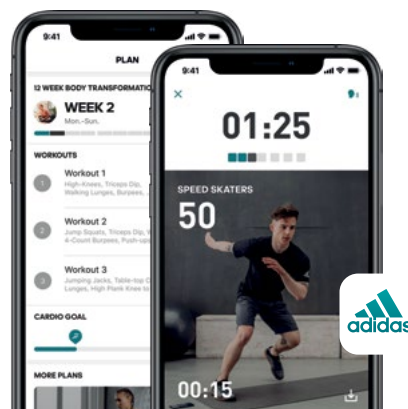 9:41
PLAN
12 WEEK BODY TRANSFORMATIO
WEEK 2
Mon.-Sun.
WORKOUTS
1
Workout 1
High-Knees, Triceps Dip,
Walking Lunges, Burpees,
2
Workout 2
Jump Squats, Triceps Dip,
4-Count Burpees, Push-up
3
Workout 3
Jumping Jacks, Table-top
Lunges, High Plank Knee to
CARDIO GOAL
MORE PLANS
9:41
01:25
SPEED SKATERS
50
00:15
adidas